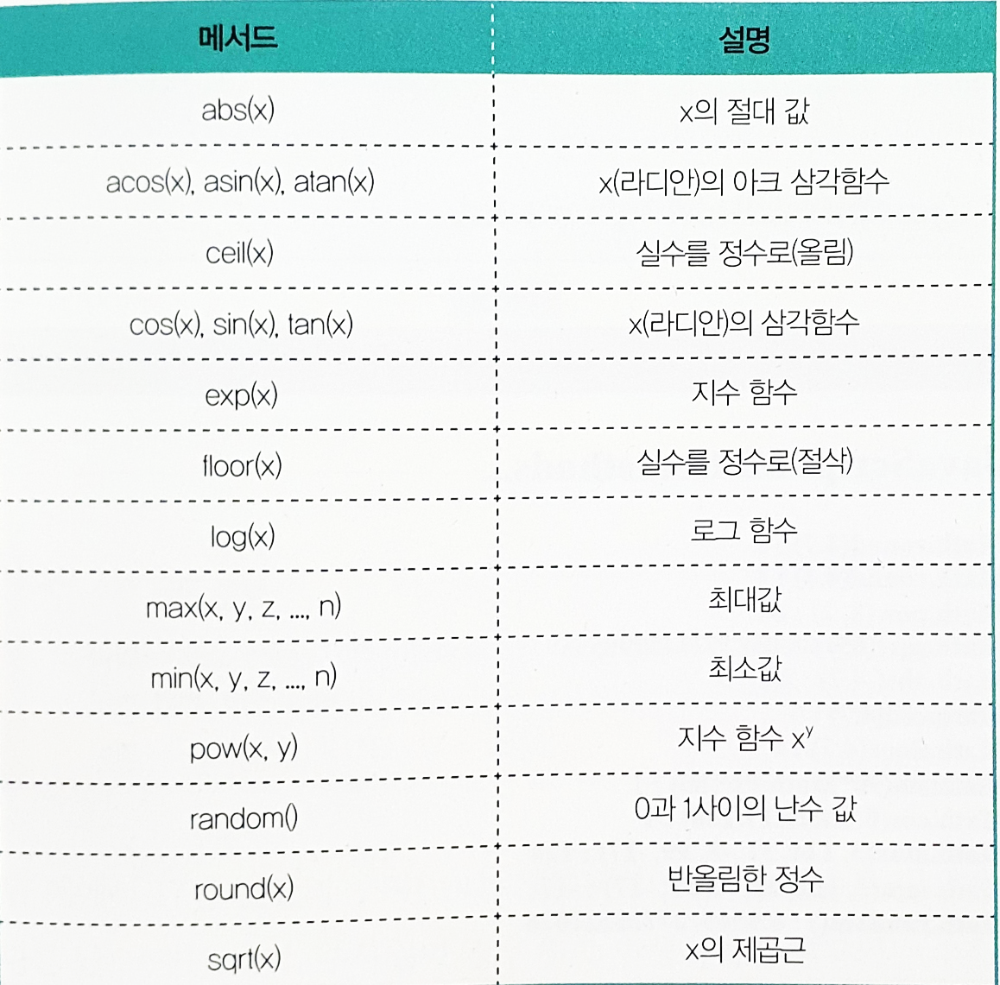 메서드 설명
abs(x) x의 절대 값
acos(x), asin(x), atan(x) x(라디안)의 아크 삼각함수
ceil(x) 실수를 정수로(올림)
cos(x), sin(x), tan(x) x(라디안)의 삼각함수
exp(x) 지수 함수
floor(x) 실수를 정수로(절삭)
log(x) 로그 함수
max(x, y, z, ..., n) 최대값
min(x, y, z, ..., n) 최소값
pow(x, y) 지수 함수 xʸ
random() 0과 1사이의 난수 값
round(x) 반올림한 정수
sqrt(x) x의 제곱근